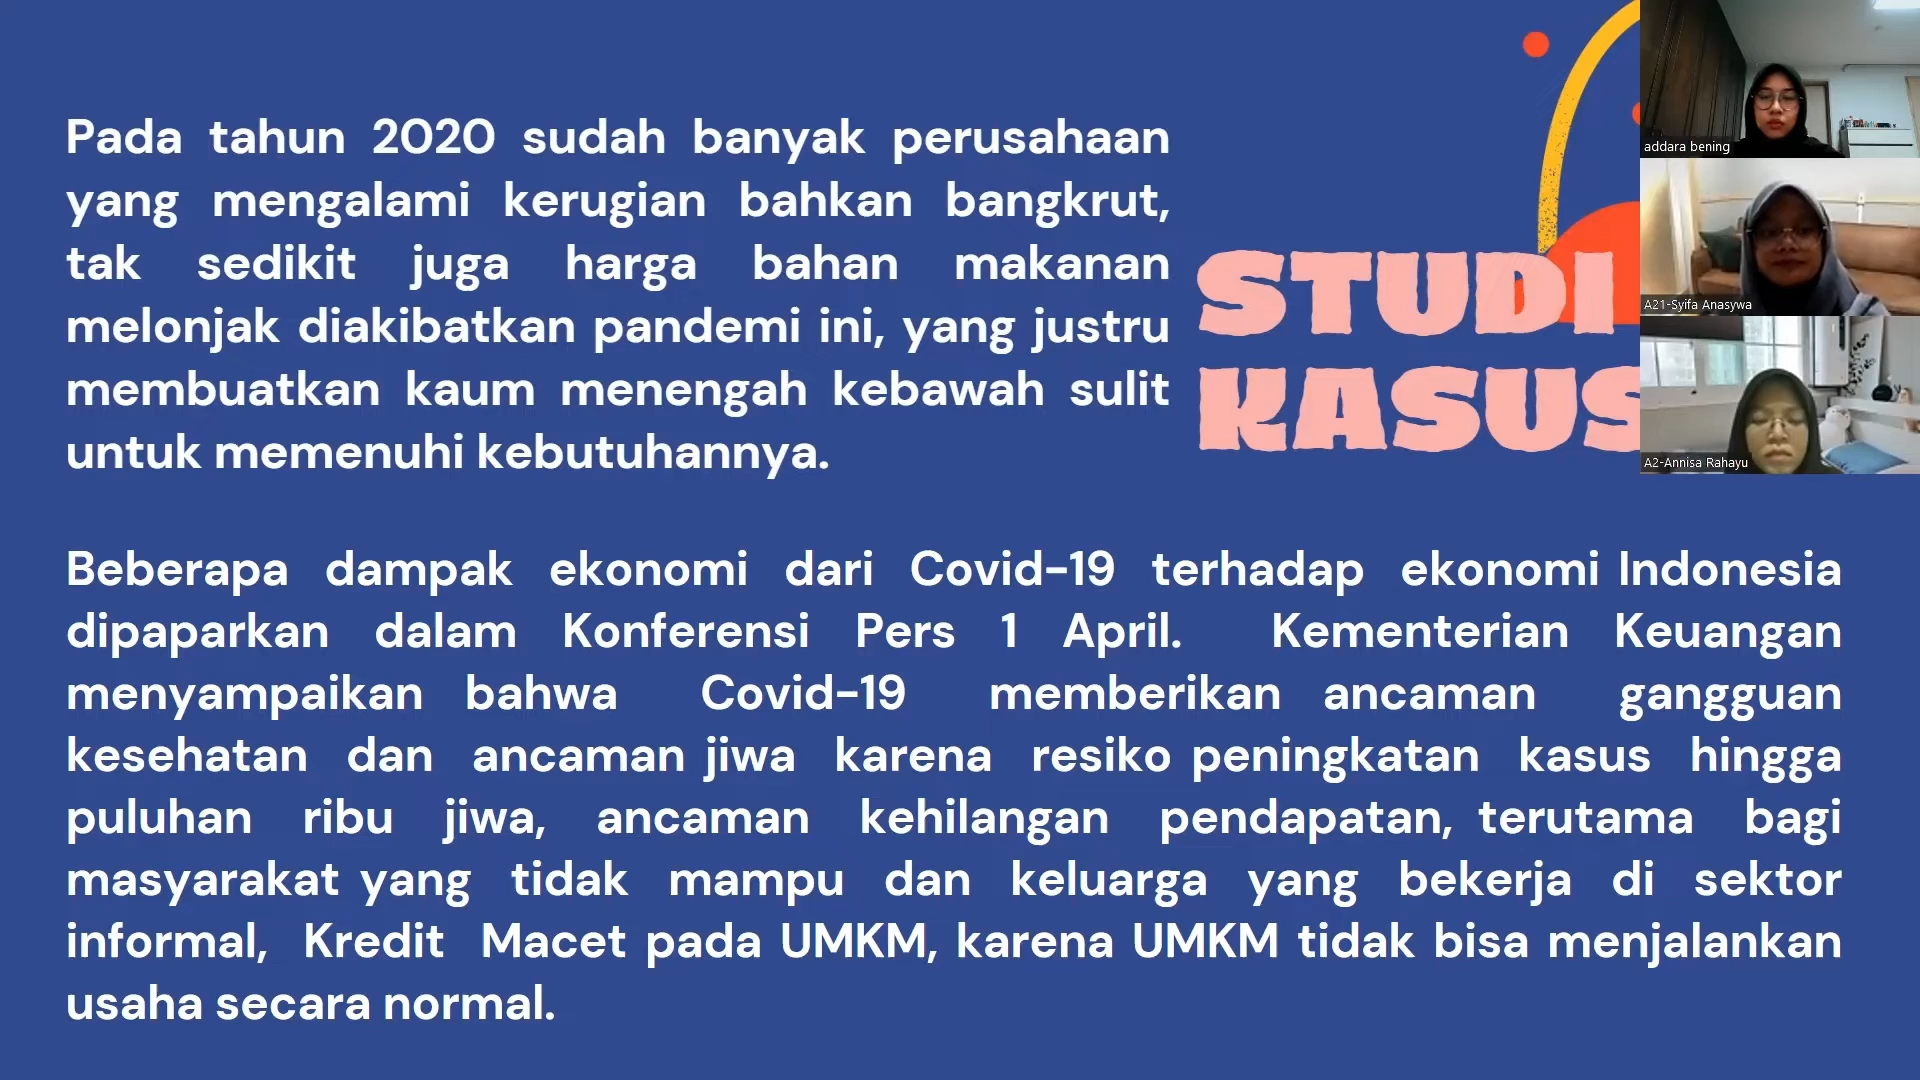 Pada tahun 2020 sudah banyak perusahaan
yang mengalami kerugian bahkan bangkrut,
tak sedikit juga harga bahan makanan
melonjak diakibatkan pandemi ini, yang justru
membuatkan kaum menengah kebawah sulit
untuk memenuhi kebutuhannya.
STUDI
KASUS
addara bening
A21-Syifa Anasywa
A2-Annisa Rahayu
Beberapa dampak ekonomi dari Covid-19 terhadap ekonomi Indonesia
dipaparkan dalam Konferensi Pers 1 April. Kementerian Keuangan
menyampaikan bahwa Covid-19 memberikan ancaman gangguan
kesehatan dan ancaman jiwa karena resiko peningkatan kasus hingga
puluhan ribu jiwa, ancaman kehilangan pendapatan, terutama bagi
masyarakat yang tidak mampu dan keluarga yang bekerja di sektor
informal, Kredit Macet pada UMKM, karena UMKM tidak bisa menjalankan
usaha secara normal.